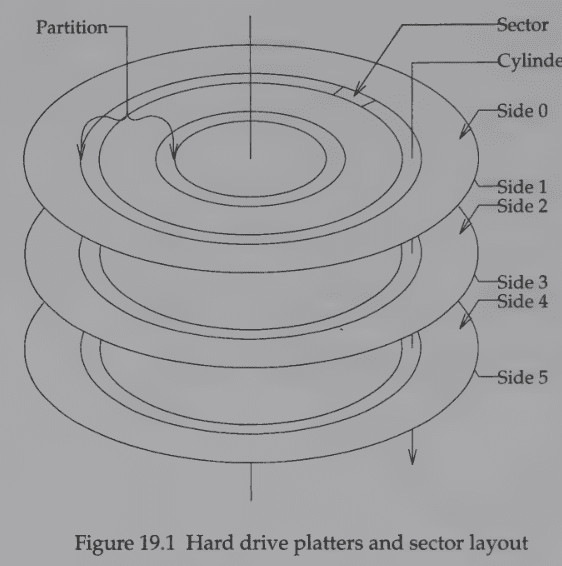 Partition
Sector
Cylinde
Side 0
Side 1
Side 2
Side 3
Side 4
Side 5
Figure 19.1 Hard drive platters and sector layout